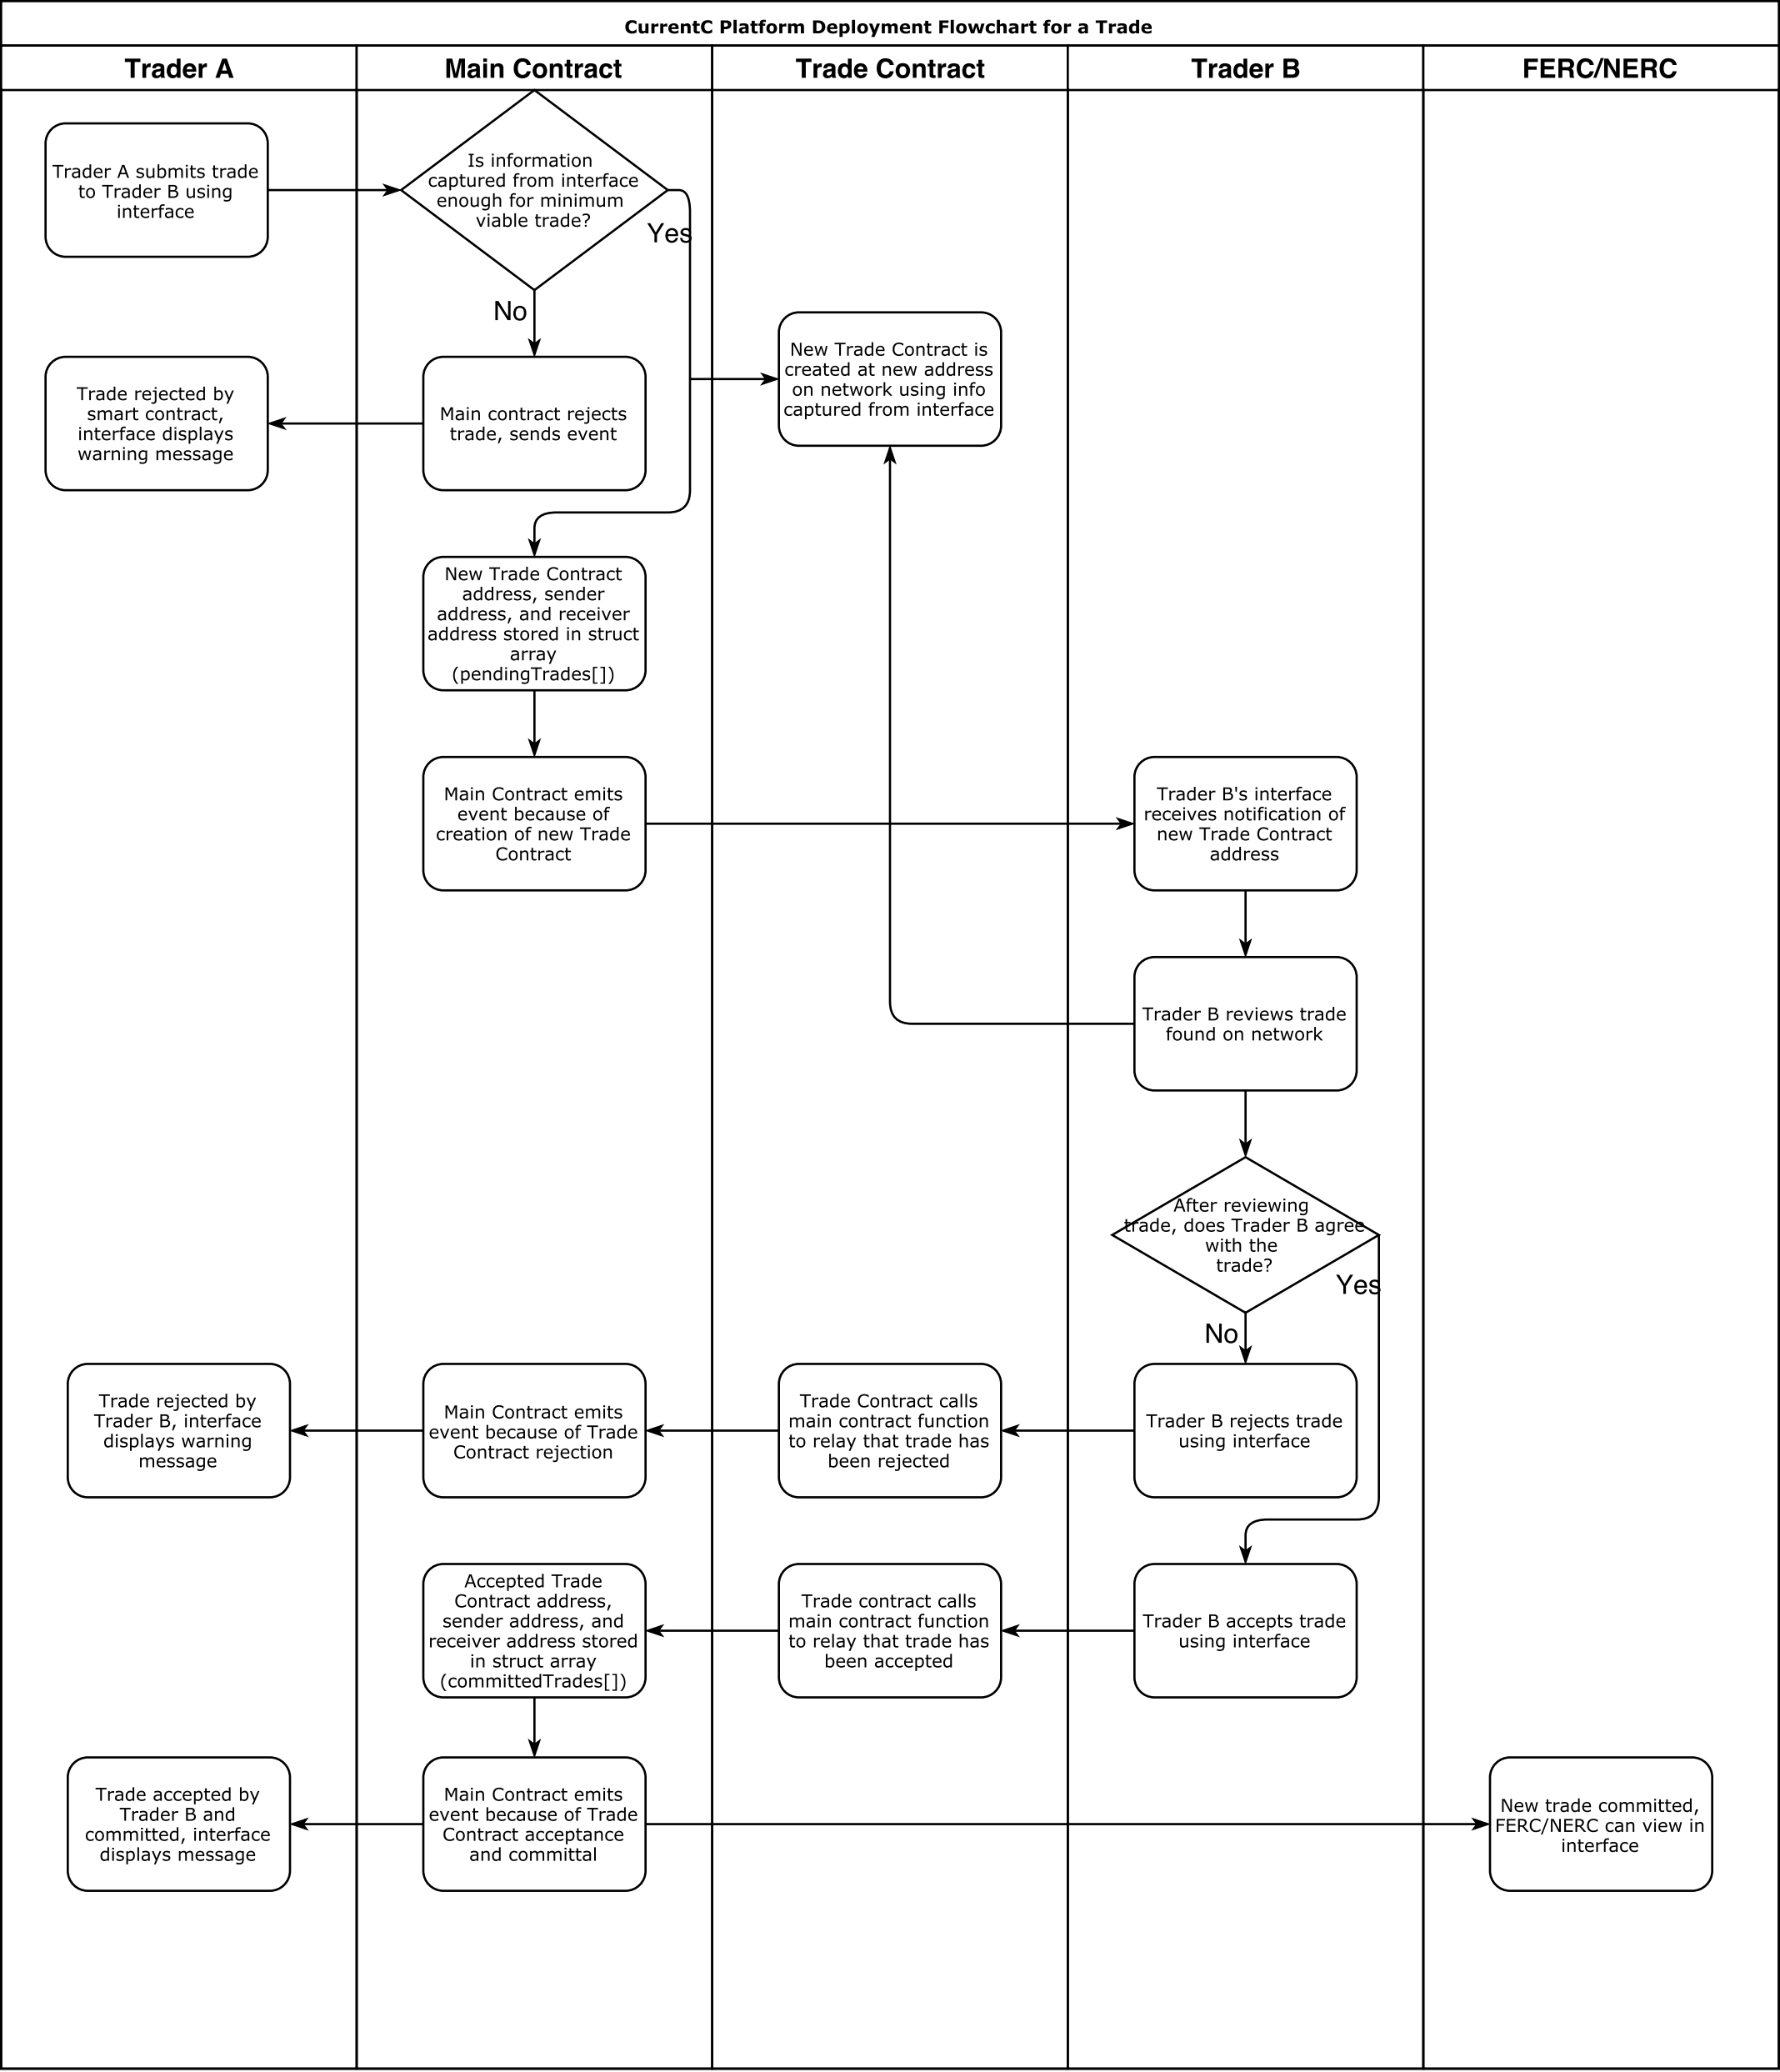 CurrentC Platform Deployment Flowchart for a Trade
Trader A
Main Contract
Trade Contract
Trader B
FERC/NERC
Trader A submits trade
to Trader B using
interface
Is information
captured from interface
enough for minimum
viable trade?
Yes
No
Trade rejected by
smart contract,
interface displays
warning message
Main contract rejects
trade, sends event
New Trade Contract is
created at new address
on network using info
captured from interface
New Trade Contract
address, sender
address, and receiver
address stored in struct
array
(pendingTrades[])
Main Contract emits
event because of
creation of new Trade
Contract
Trader B's interface
receives notification of
new Trade Contract
address
Trader B reviews trade
found on network
After reviewing
trade, does Trader B agree
with the
trade?
Yes
No
Trade rejected by
Trader B, interface
displays warning
message
Main Contract emits
event because of Trade
Contract rejection
Trade Contract calls
main contract function
to relay that trade has
been rejected
Trader B rejects trade
using interface
Accepted Trade
Contract address,
sender address, and
receiver address stored
in struct array
(committedTrades[])
Trade contract calls
main contract function
to relay that trade has
been accepted
Trader B accepts trade
using interface
Trade accepted by
Trader B and
committed, interface
displays message
Main Contract emits
event because of Trade
Contract acceptance
and committal
New trade committed,
FERC/NERC can view in
interface